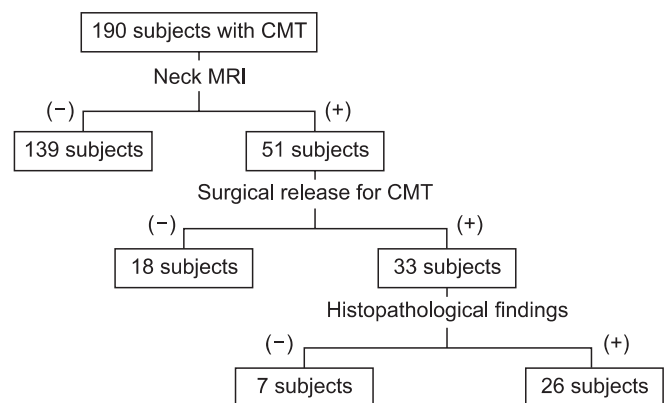 190 subjects with CMT
Neck MRI
(−) (+)
139 subjects 51 subjects
Surgical release for CMT
(−) (+)
18 subjects 33 subjects
Histopathological findings
(−) (+)
7 subjects 26 subjects